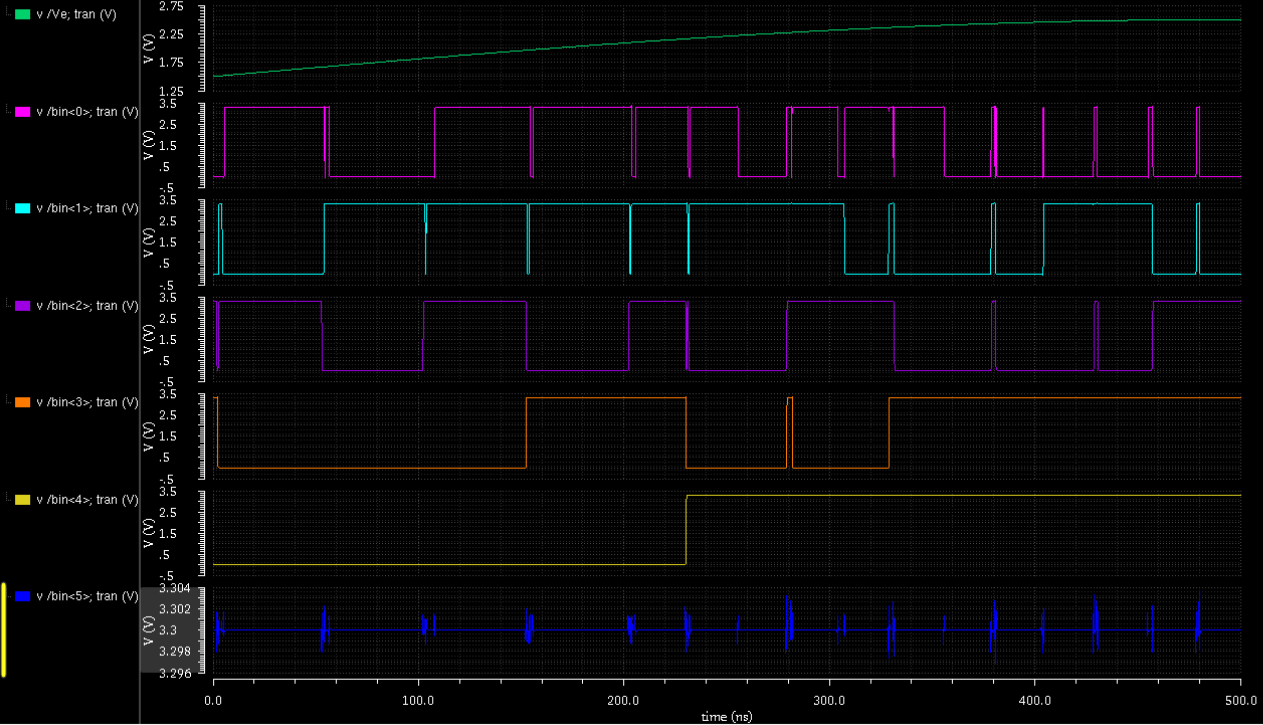 v /Ve; tran (V)
V (V)
2.75
2.25
1.75
1.25
v /bin<0>; tran (V)
V (V)
3.5
2.5
1.5
.5
-.5
v /bin<1>; tran (V)
V (V)
3.5
2.5
1.5
.5
-.5
v /bin<2>; tran (V)
V (V)
3.5
2.5
1.5
.5
-.5
v /bin<3>; tran (V)
V (V)
3.5
2.5
1.5
.5
-.5
v /bin<4>; tran (V)
V (V)
3.5
2.5
1.5
.5
-.5
v /bin<5>; tran (V)
V (V)
3.304
3.302
3.3
3.298
3.296
0.0 100.0 200.0 300.0 400.0 500.0
time (ns)